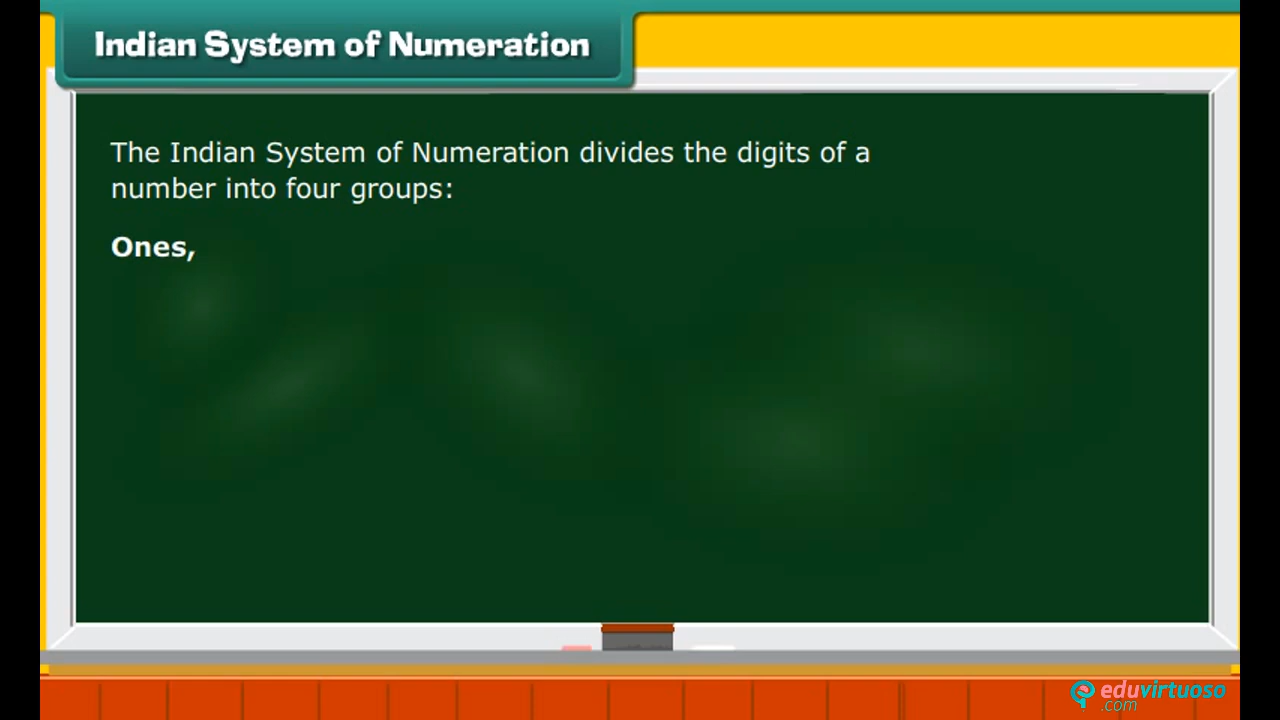 Indian System of Numeration
The Indian System of Numeration divides the digits of a
number into four groups:
Ones,
eduvirtuoso
.com